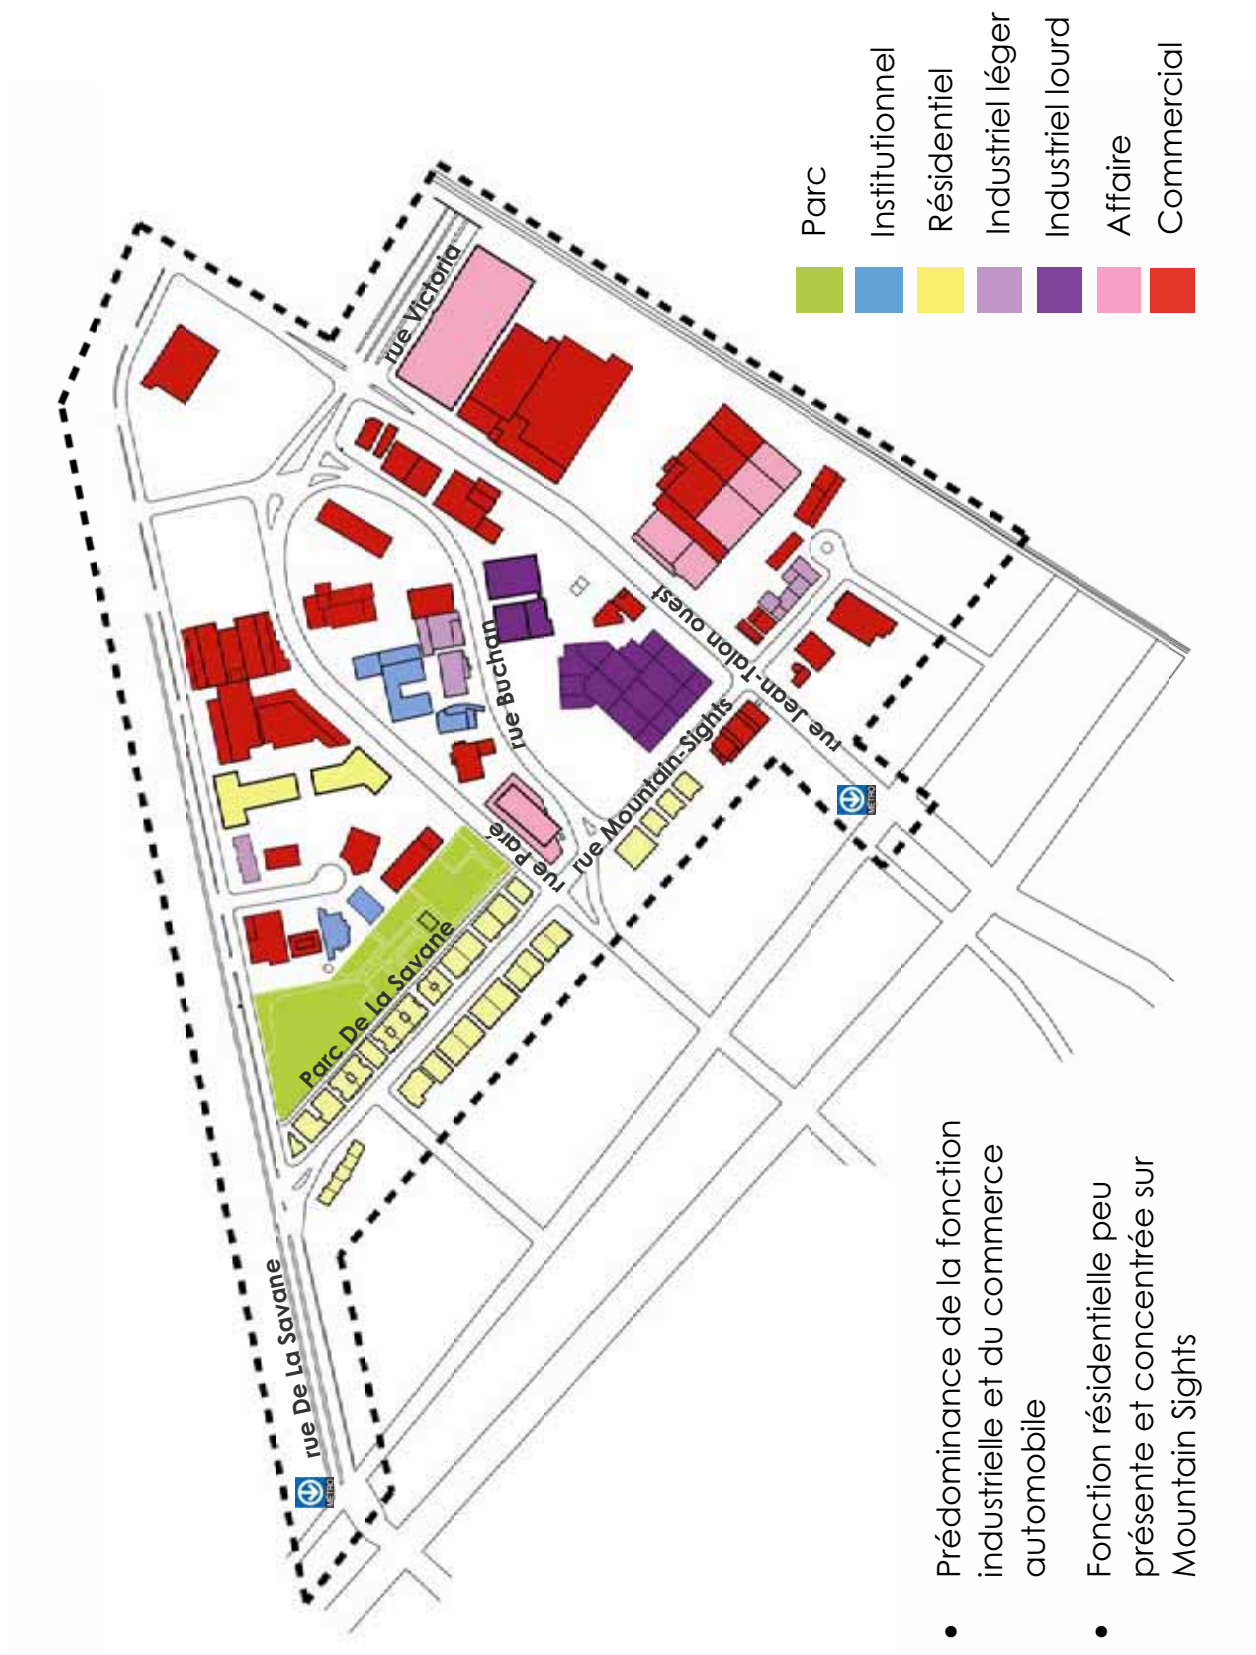 rue De La Savane
METRO
Parc De La Savane
rue Paré
rue Mountain-Sights
rue Buchan
rue Jean-Talon ouest
rue Victoria
METRO
Parc
Institutionnel
Résidentiel
Industriel léger
Industriel lourd
Affaire
Commercial
• Prédominance de la fonction
industrielle et du commerce
automobile
• Fonction résidentielle peu
présente et concentrée sur
Mountain Sights